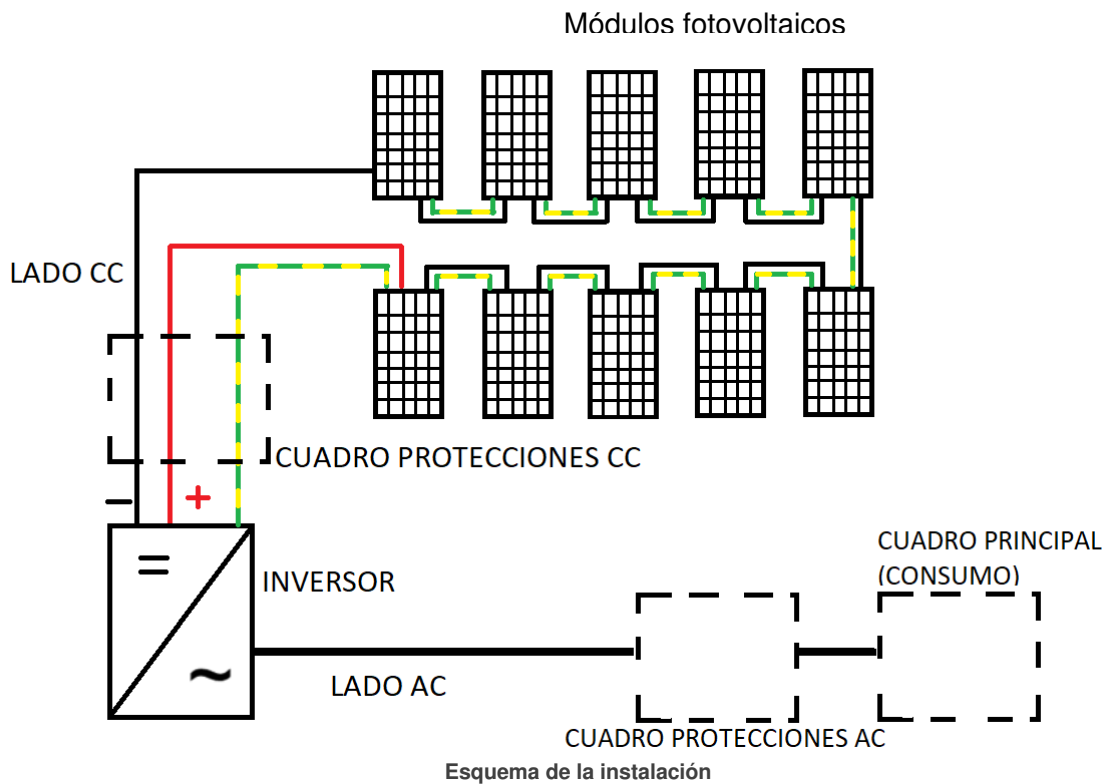 Módulos fotovoltaicos
LADO CC
CUADRO PROTECCIONES CC
− +
=
INVERSOR
~
LADO AC
CUADRO PRINCIPAL
(CONSUMO)
CUADRO PROTECCIONES AC
Esquema de la instalación